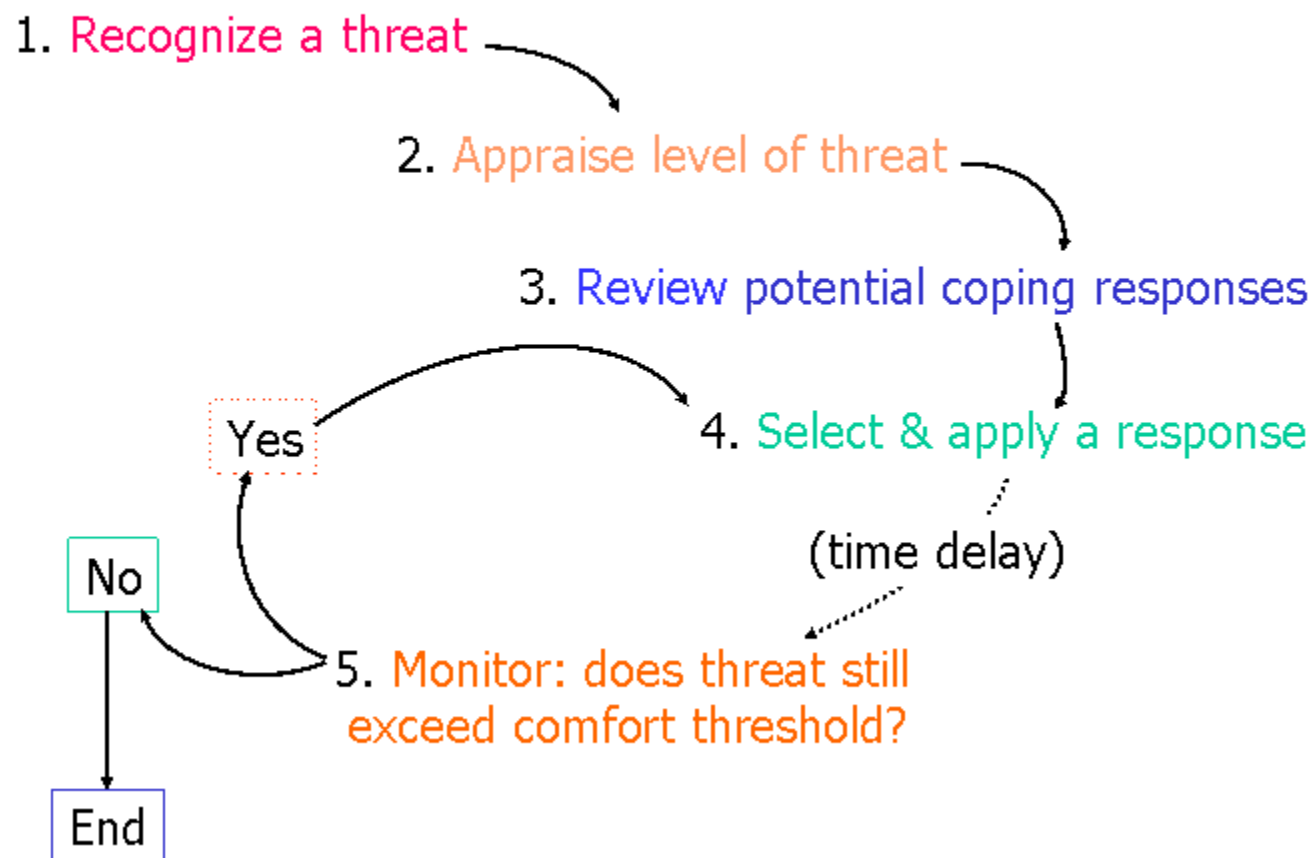 1. Recognize a threat
2. Appraise level of threat
3. Review potential coping responses
Yes
4. Select & apply a response
(time delay)
No
5. Monitor: does threat still
exceed comfort threshold?
End